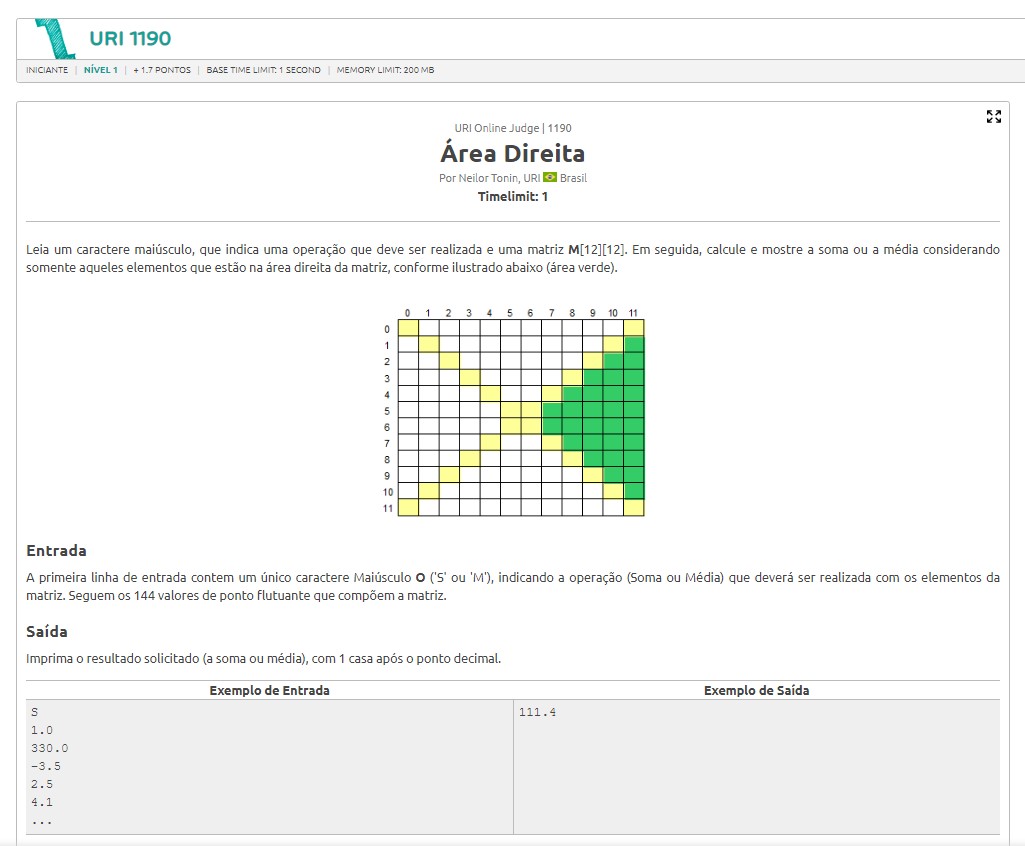 URI 1190
INICIANTE | NÍVEL 1 | + 1.7 PONTOS | BASE TIME LIMIT: 1 SECOND | MEMORY LIMIT: 200 MB
URI Online Judge | 1190
Área Direita
Por Neilor Tonin, URI Brasil
Timelimit: 1
Leia um caractere maiúsculo, que indica uma operação que deve ser realizada e uma matriz M[12][12]. Em seguida, calcule e mostre a soma ou a média considerando
somente aqueles elementos que estão na área direita da matriz, conforme ilustrado abaixo (área verde).
0 1 2 3 4 5 6 7 8 9 10 11
0
1
2
3
4
5
6
7
8
9
10
11
Entrada
A primeira linha de entrada contem um único caractere Maiúsculo O ('S' ou 'M'), indicando a operação (Soma ou Média) que deverá ser realizada com os elementos da
matriz. Seguem os 144 valores de ponto flutuante que compõem a matriz.
Saída
Imprima o resultado solicitado (a soma ou média), com 1 casa após o ponto decimal.
Exemplo de Entrada Exemplo de Saída
S 111.4
1.0
330.0
-3.5
2.5
4.1
...